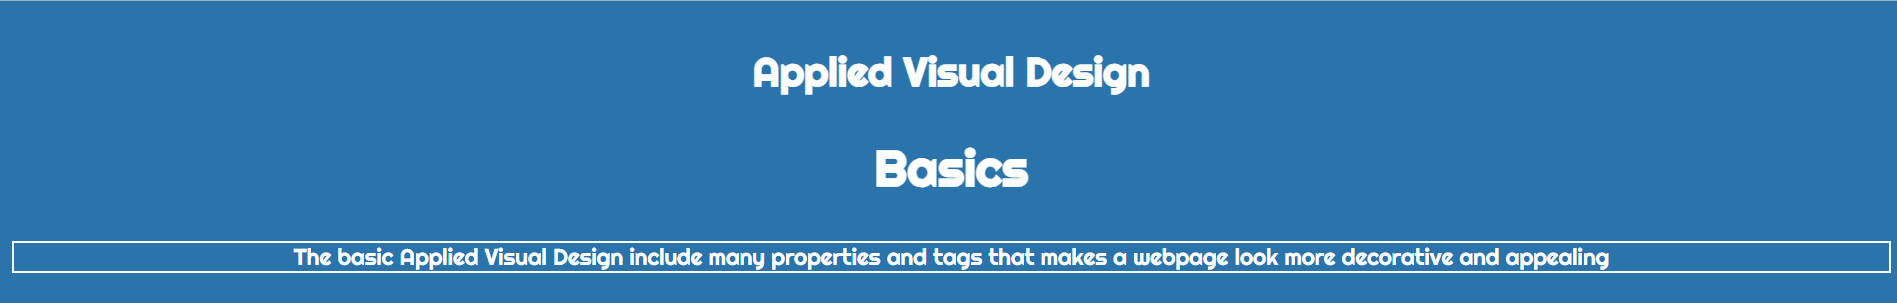 Applied Visual Design
Basics
The basic Applied Visual Design include many properties and tags that makes a webpage look more decorative and appealing